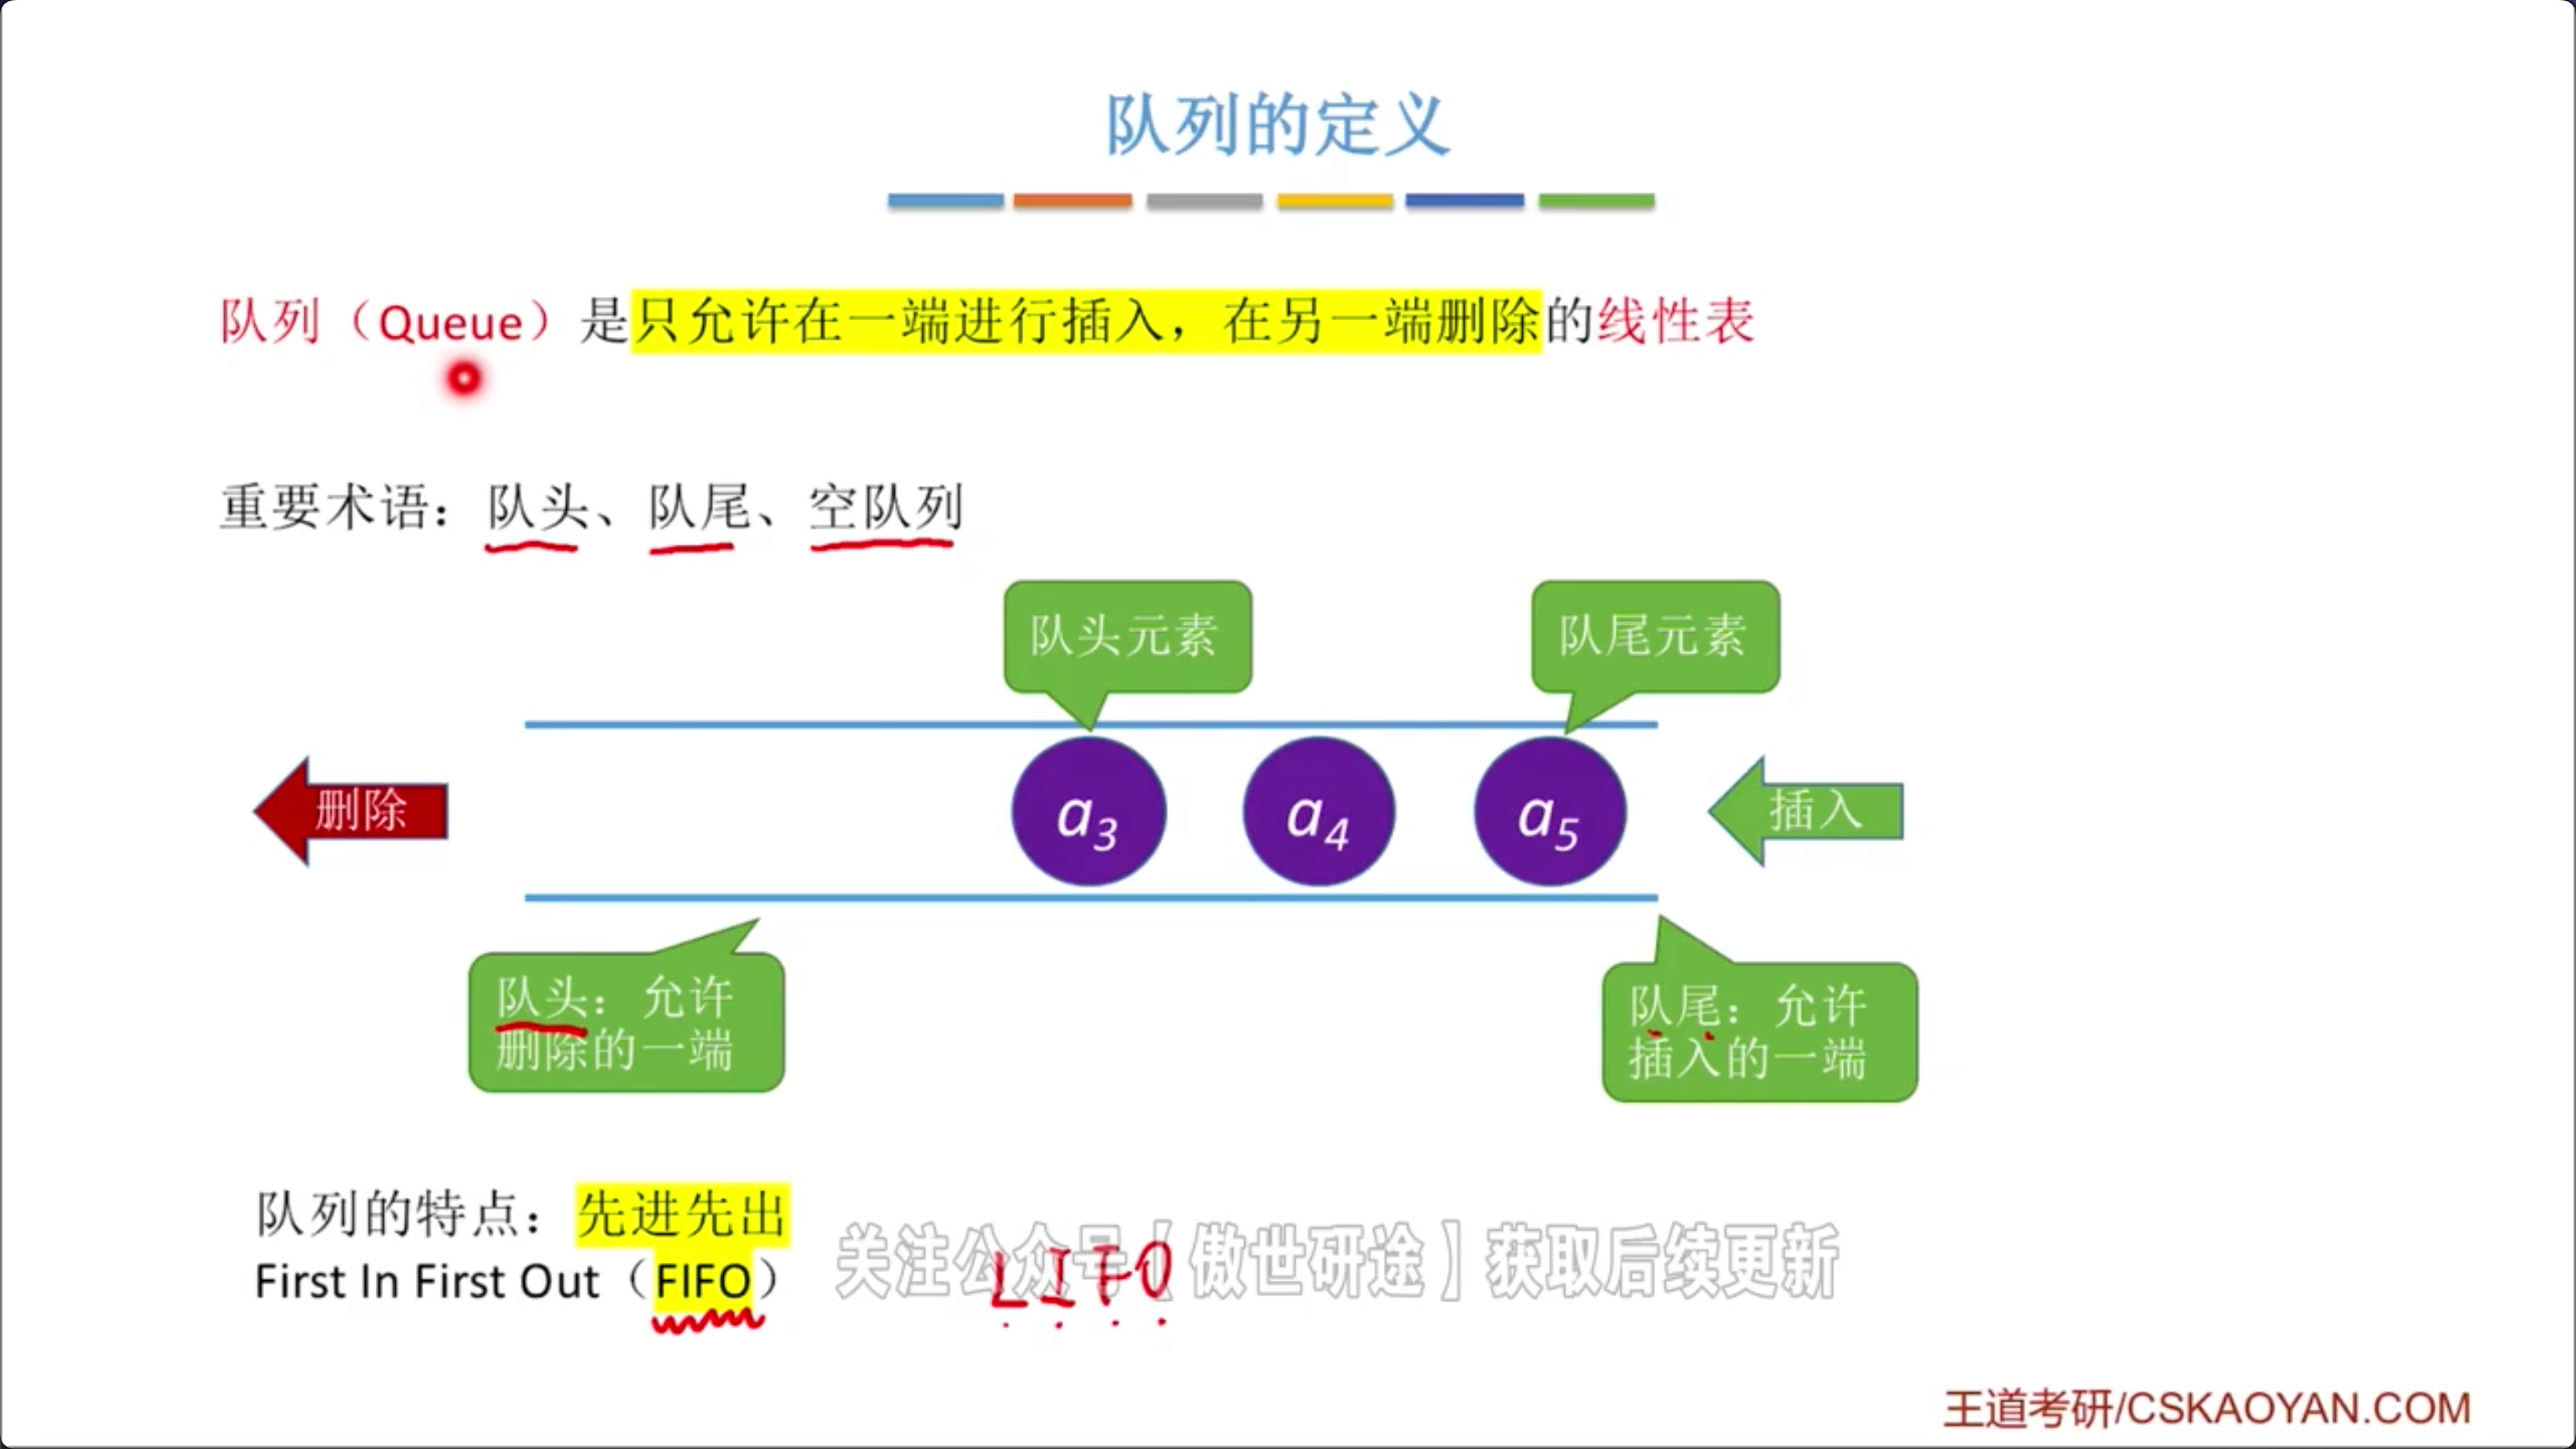 队列的定义
队列（Queue）是只允许在一端进行插入，在另一端删除的线性表
重要术语：队头、队尾、空队列
队头元素
队尾元素
删除
a3
a4
a5
插入
队头：允许
删除的一端
队尾：允许
插入的一端
队列的特点：先进先出
First In First Out（FIFO）
LIFO
关注公众号【傲世研途】获取后续更新
王道考研/CSKAOYAN.COM